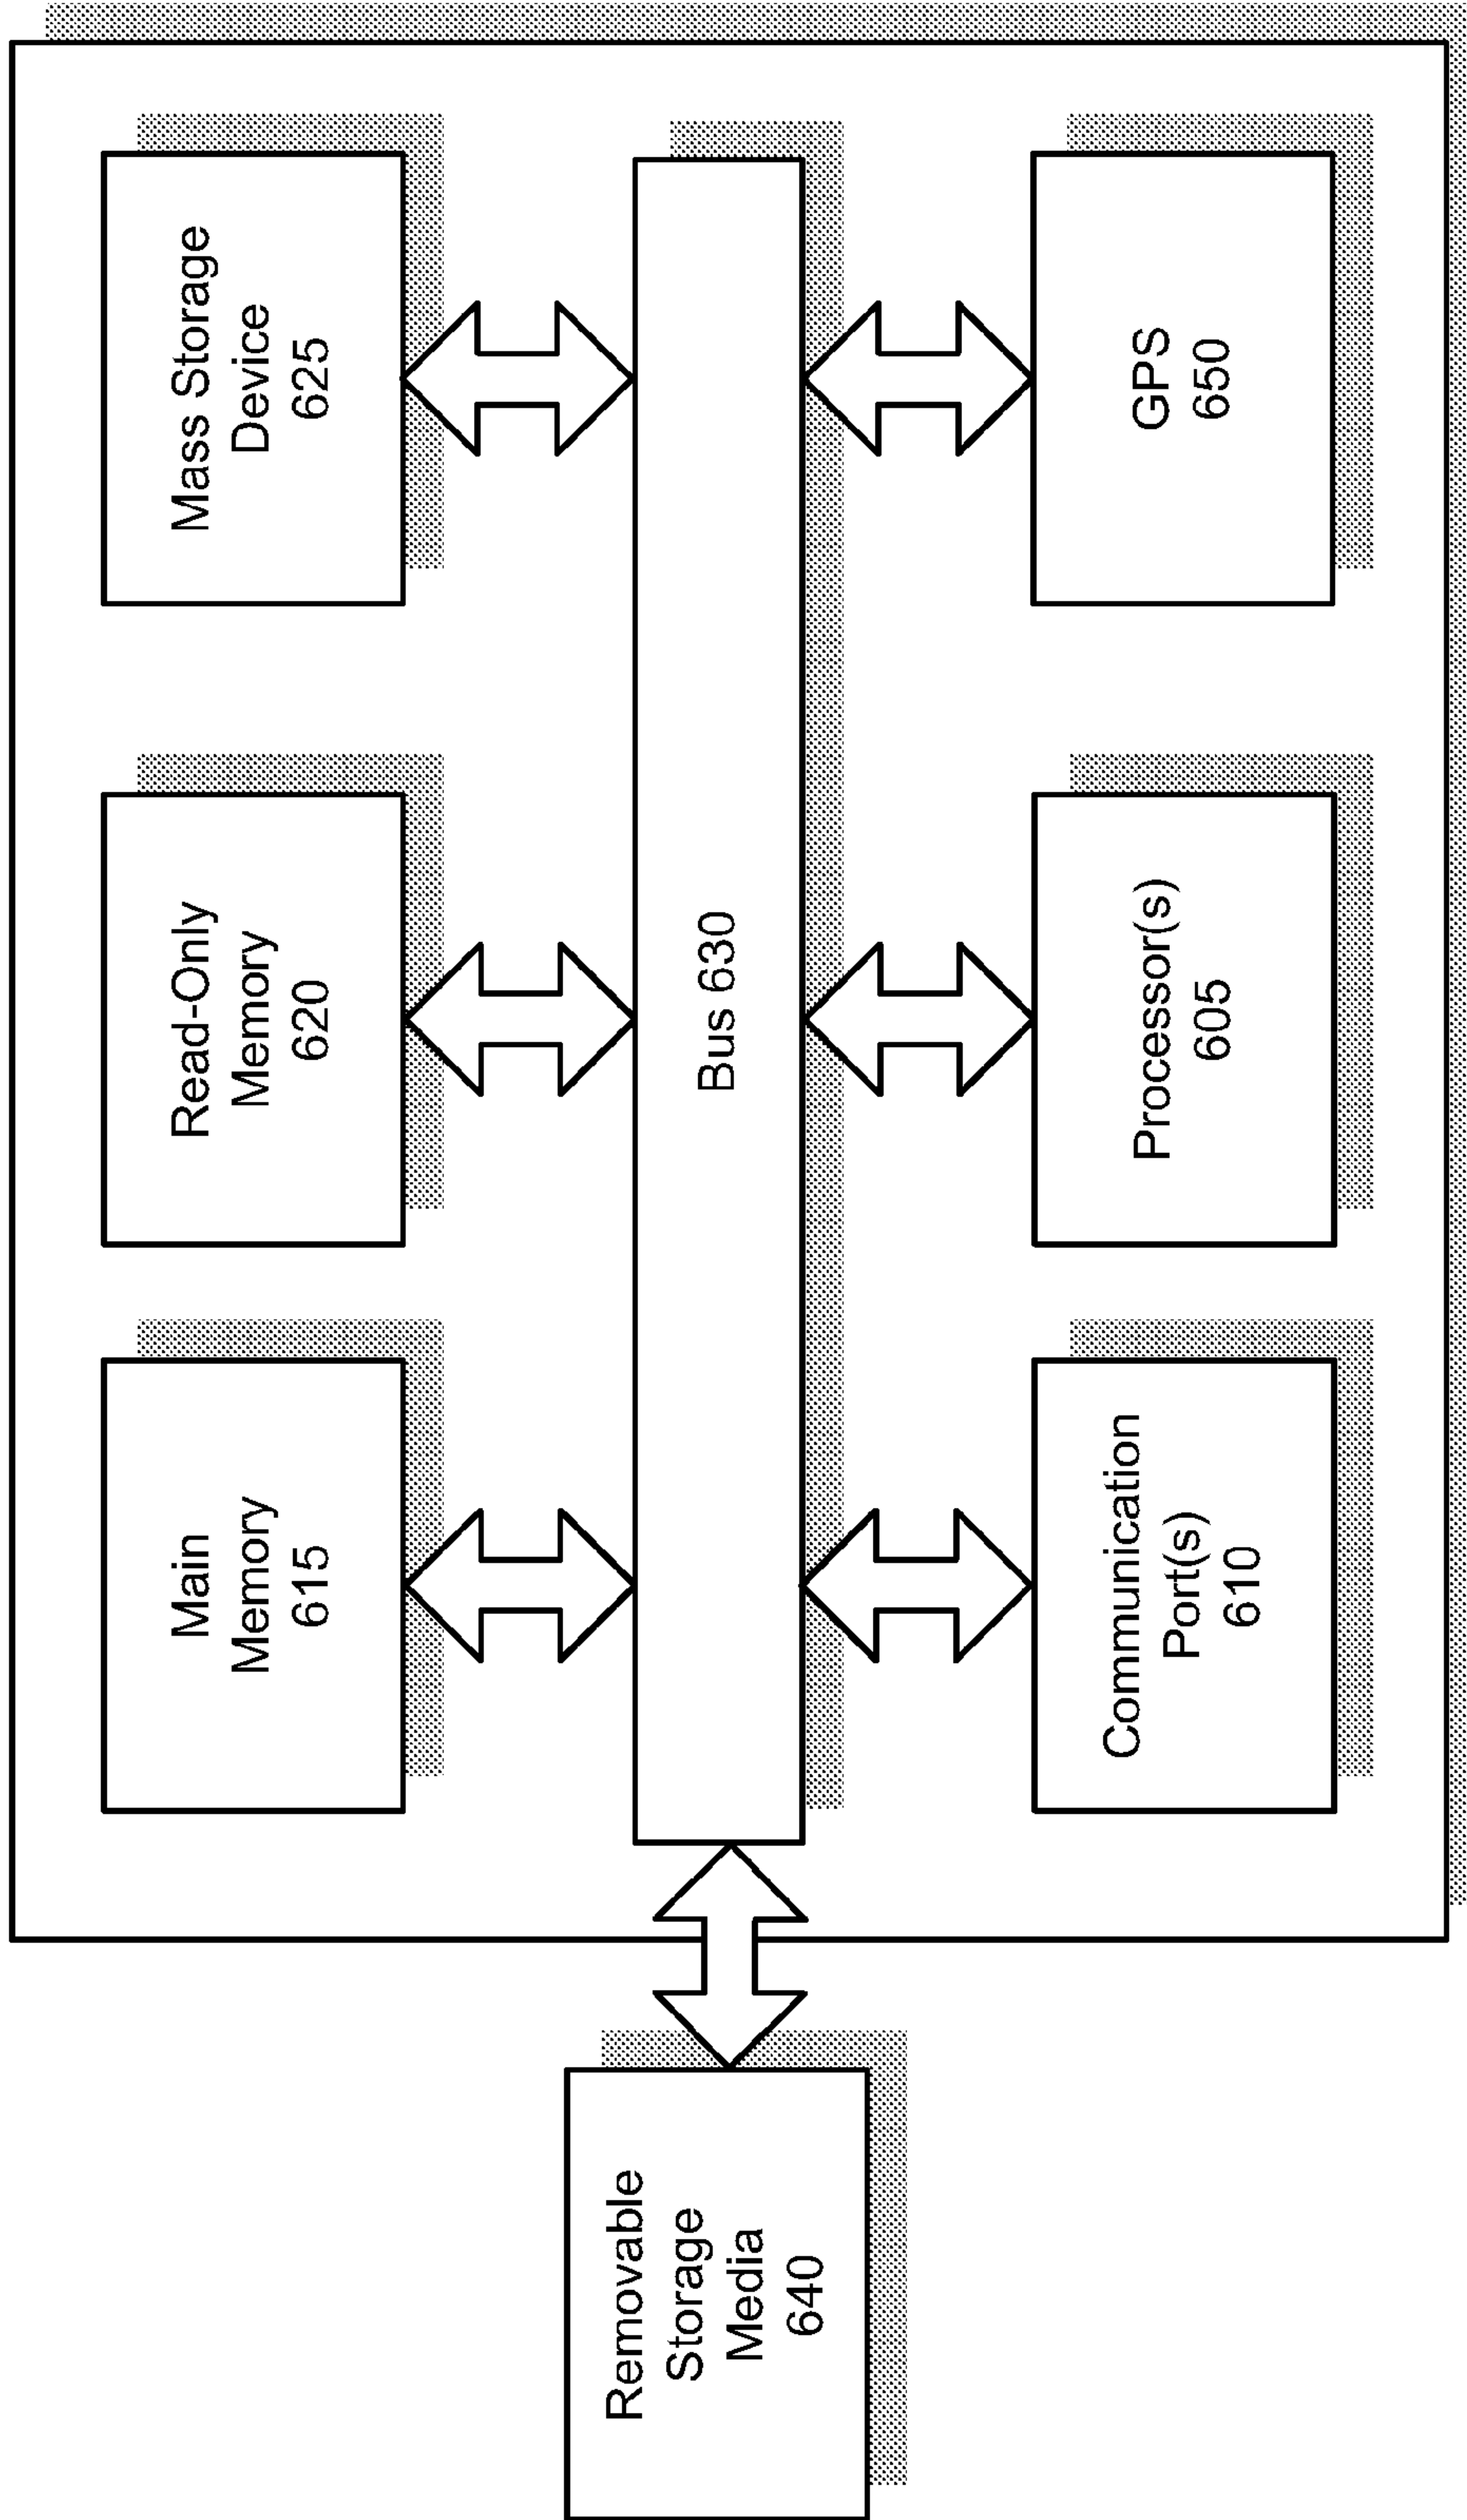 Main
Memory
615
Read-Only
Memory
620
Mass Storage
Device
625
Removable
Storage
Media
640
Bus 630
Communication
Port(s)
610
Processor(s)
605
GPS
650